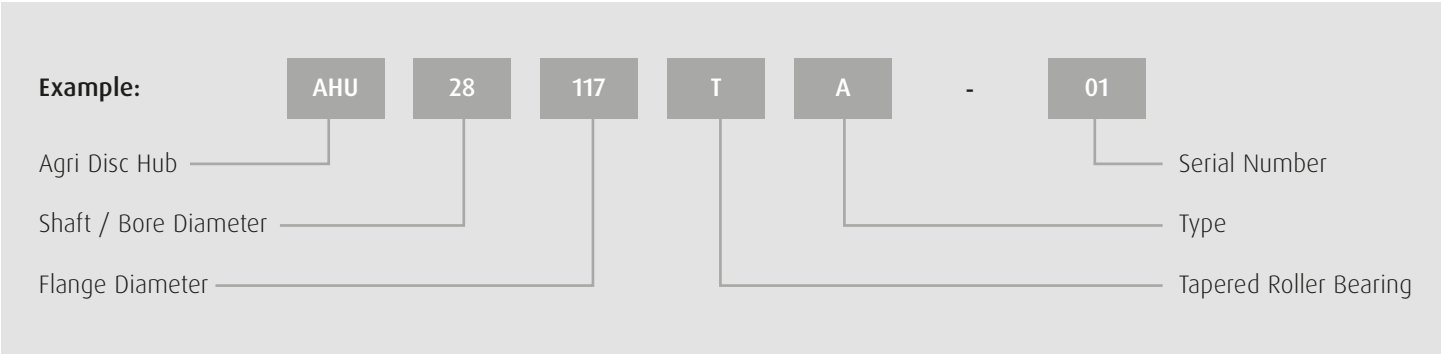 Example: AHU 28 117 T A - 01
Agri Disc Hub Serial Number
Shaft / Bore Diameter Type
Flange Diameter Tapered Roller Bearing